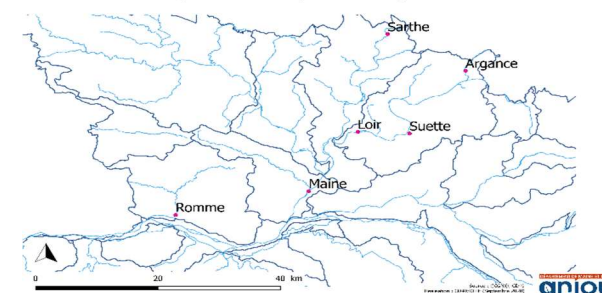 Sarthe
Argance
Loir
Suette
Maine
Romme
0 20 40 km
anjou